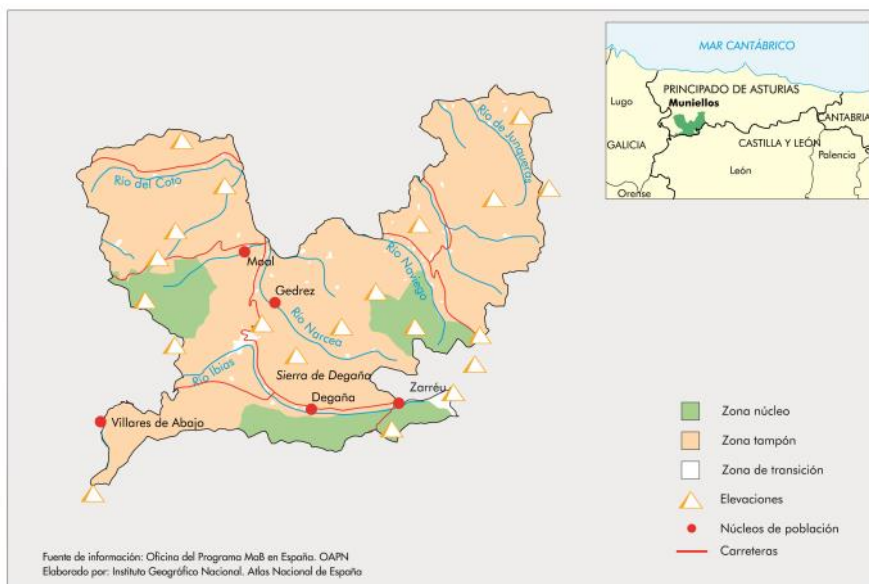 MAR CANTÁBRICO
PRINCIPADO DE ASTURIAS
Lugo
Muniellos
CANTABRIA
GALICIA
CASTILLA Y LEÓN
Palencia
León
Orense
Río de Junqueras
Río del Coto
Moal
Río Naviego
Gedrez
Río Narcea
Río Ibias
Sierra de Degaña
Zarréu
Degaña
Villares de Abajo
Zona núcleo
Zona tampón
Zona de transición
Elevaciones
Núcleos de población
Carreteras
Fuente de información: Oficina del Programa MaB en España. OAPN
Elaborado por: Instituto Geográfico Nacional. Atlas Nacional de España